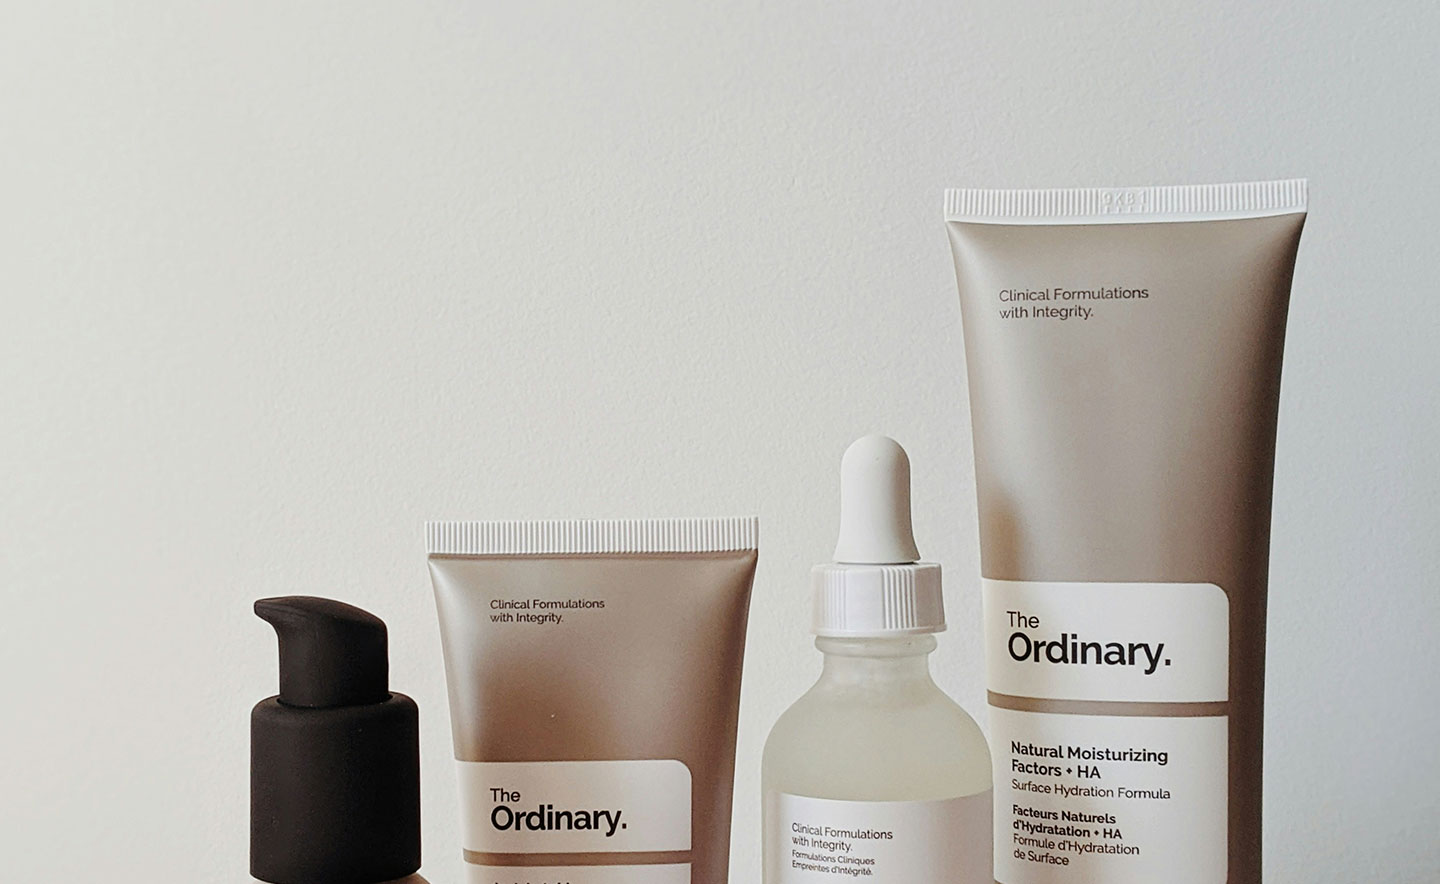 Clinical Formulations
with Integrity.
The
Ordinary.
Clinical Formulations
with Integrity.
Formulations Cliniques
Empreintes d'Intégrité.
Clinical Formulations
with Integrity.
The
Ordinary.
Natural Moisturizing
Factors + HA
Surface Hydration Formula
Facteurs Naturels
d'Hydratation + HA
Formule d'Hydratation
de Surface